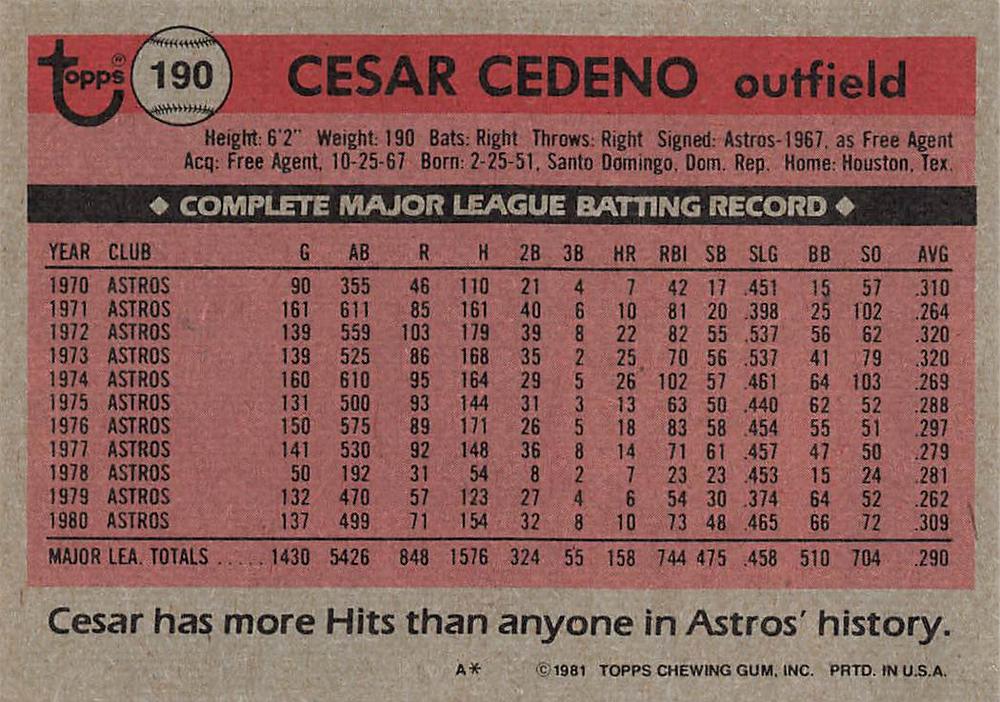 Topps® 190 CESAR CEDENO outfield
Height: 6'2" Weight: 190 Bats: Right Throws: Right Signed: Astros-1967, as Free Agent
Acq: Free Agent, 10-25-67 Born: 2-25-51, Santo Domingo, Dom. Rep. Home: Houston, Tex.
◆ COMPLETE MAJOR LEAGUE BATTING RECORD ◆
YEAR CLUB G AB R H 2B 3B HR RBI SB SLG BB SO AVG
1970 ASTROS 90 355 46 110 21 4 7 42 17 .451 15 57 .310
1971 ASTROS 161 611 85 161 40 6 10 81 20 .398 25 102 .264
1972 ASTROS 139 559 103 179 39 8 22 82 55 .537 56 62 .320
1973 ASTROS 139 525 86 168 35 2 25 70 56 .537 41 79 .320
1974 ASTROS 160 610 95 164 29 5 26 102 57 .461 64 103 .269
1975 ASTROS 131 500 93 144 31 3 13 63 50 .440 62 52 .288
1976 ASTROS 150 575 89 171 26 5 18 83 58 .454 55 51 .297
1977 ASTROS 141 530 92 148 36 8 14 71 61 .457 47 50 .279
1978 ASTROS 50 192 31 54 8 2 7 23 23 .453 15 24 .281
1979 ASTROS 132 470 57 123 27 4 6 54 30 .374 64 52 .262
1980 ASTROS 137 499 71 154 32 8 10 73 48 .465 66 72 .309
MAJOR LEA. TOTALS ..... 1430 5426 848 1576 324 55 158 744 475 .458 510 704 .290
Cesar has more Hits than anyone in Astros' history.
A* ©1981 TOPPS CHEWING GUM, INC. PRTD. IN U.S.A.